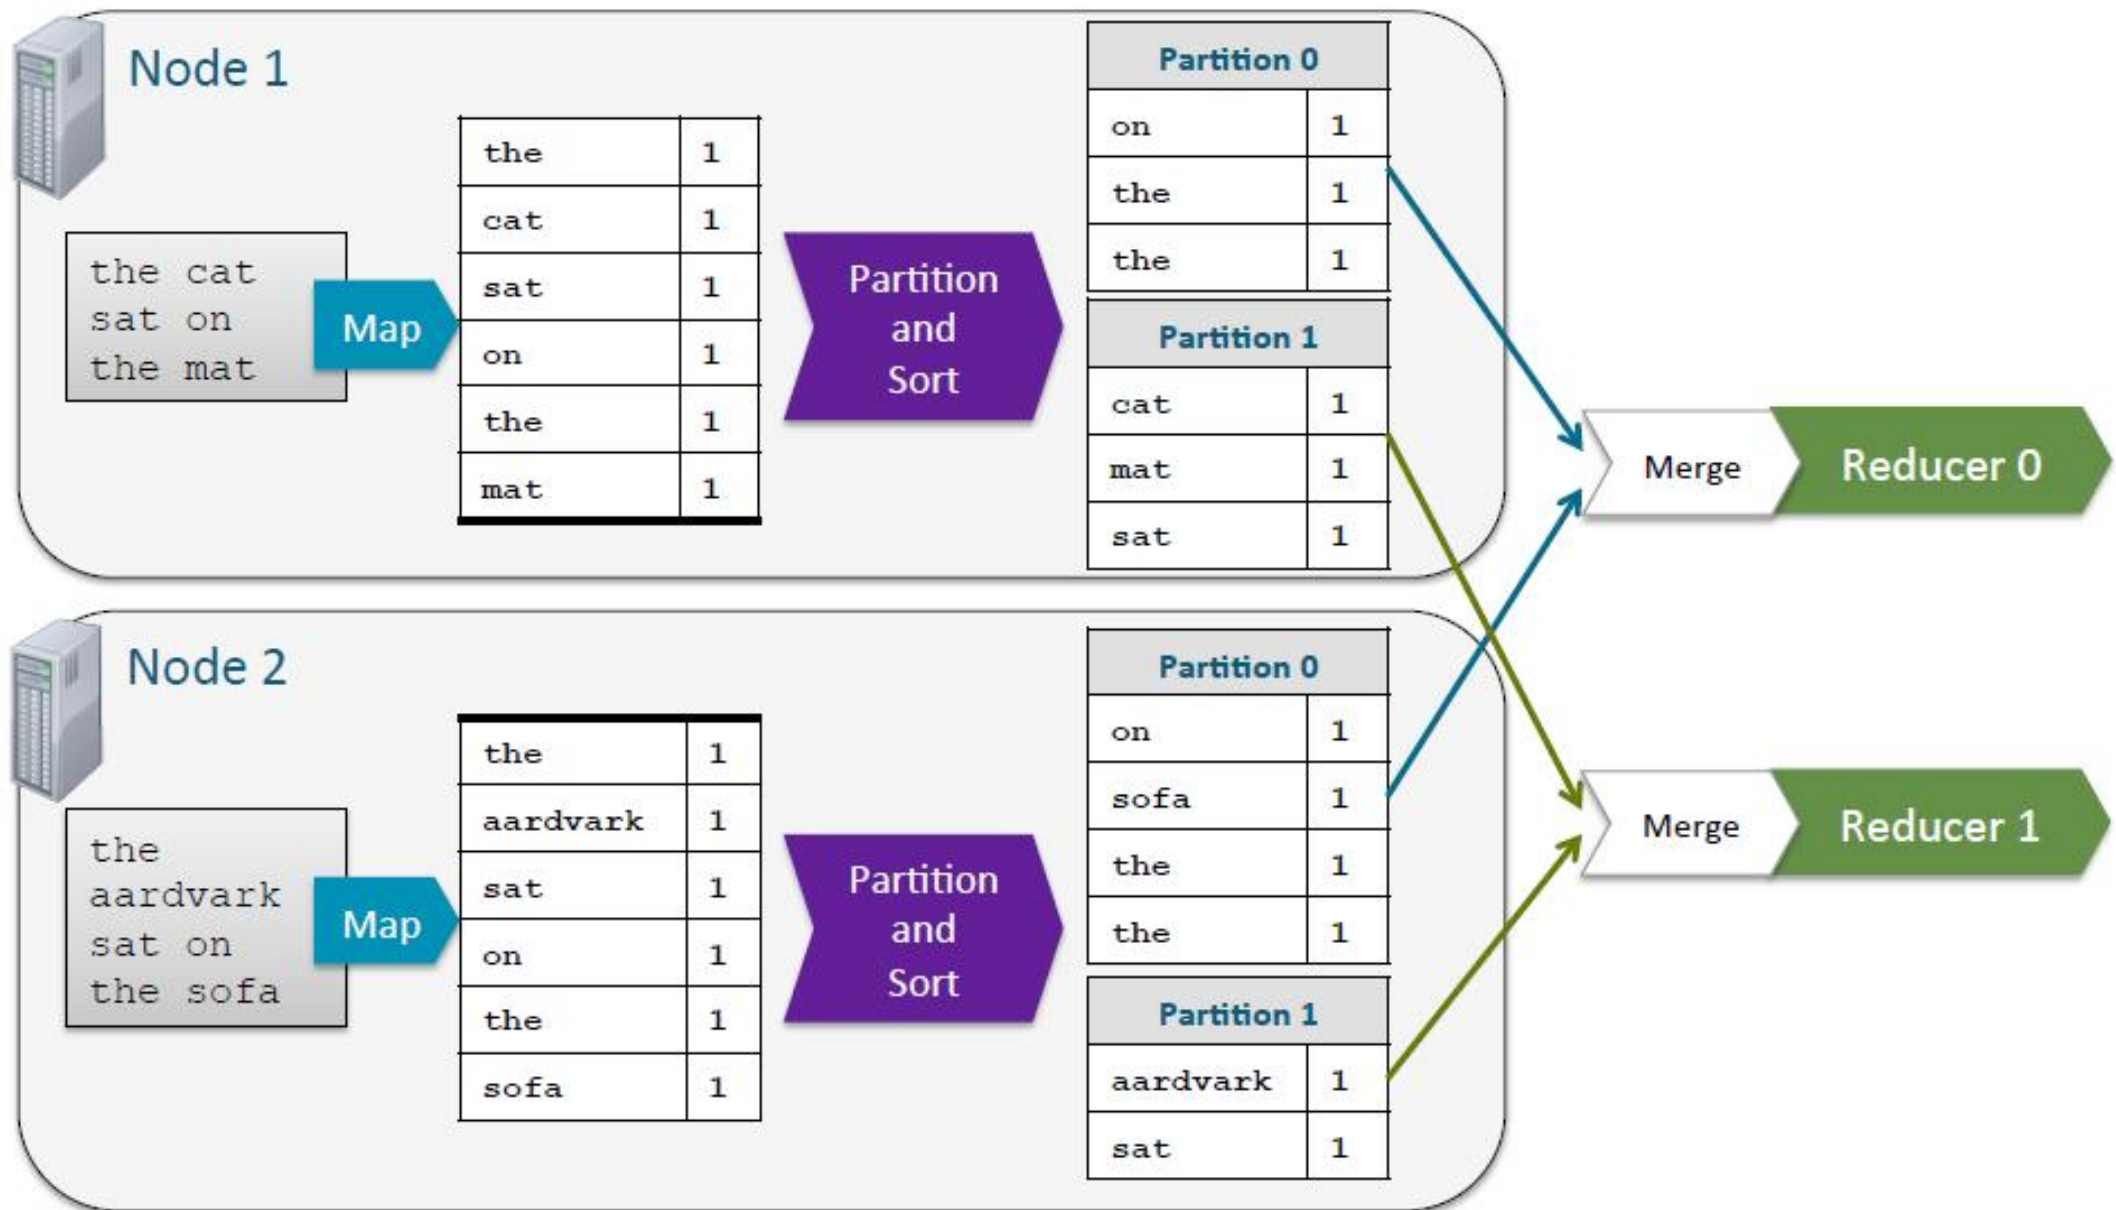 Node 1
the cat
sat on
the mat
Map
the 1
cat 1
sat 1
on 1
the 1
mat 1
Partition
and
Sort
Partition 0
on 1
the 1
the 1
Partition 1
cat 1
mat 1
sat 1
Node 2
the
aardvark
sat on
the sofa
Map
the 1
aardvark 1
sat 1
on 1
the 1
sofa 1
Partition
and
Sort
Partition 0
on 1
sofa 1
the 1
the 1
Partition 1
aardvark 1
sat 1
Merge
Reducer 0
Merge
Reducer 1